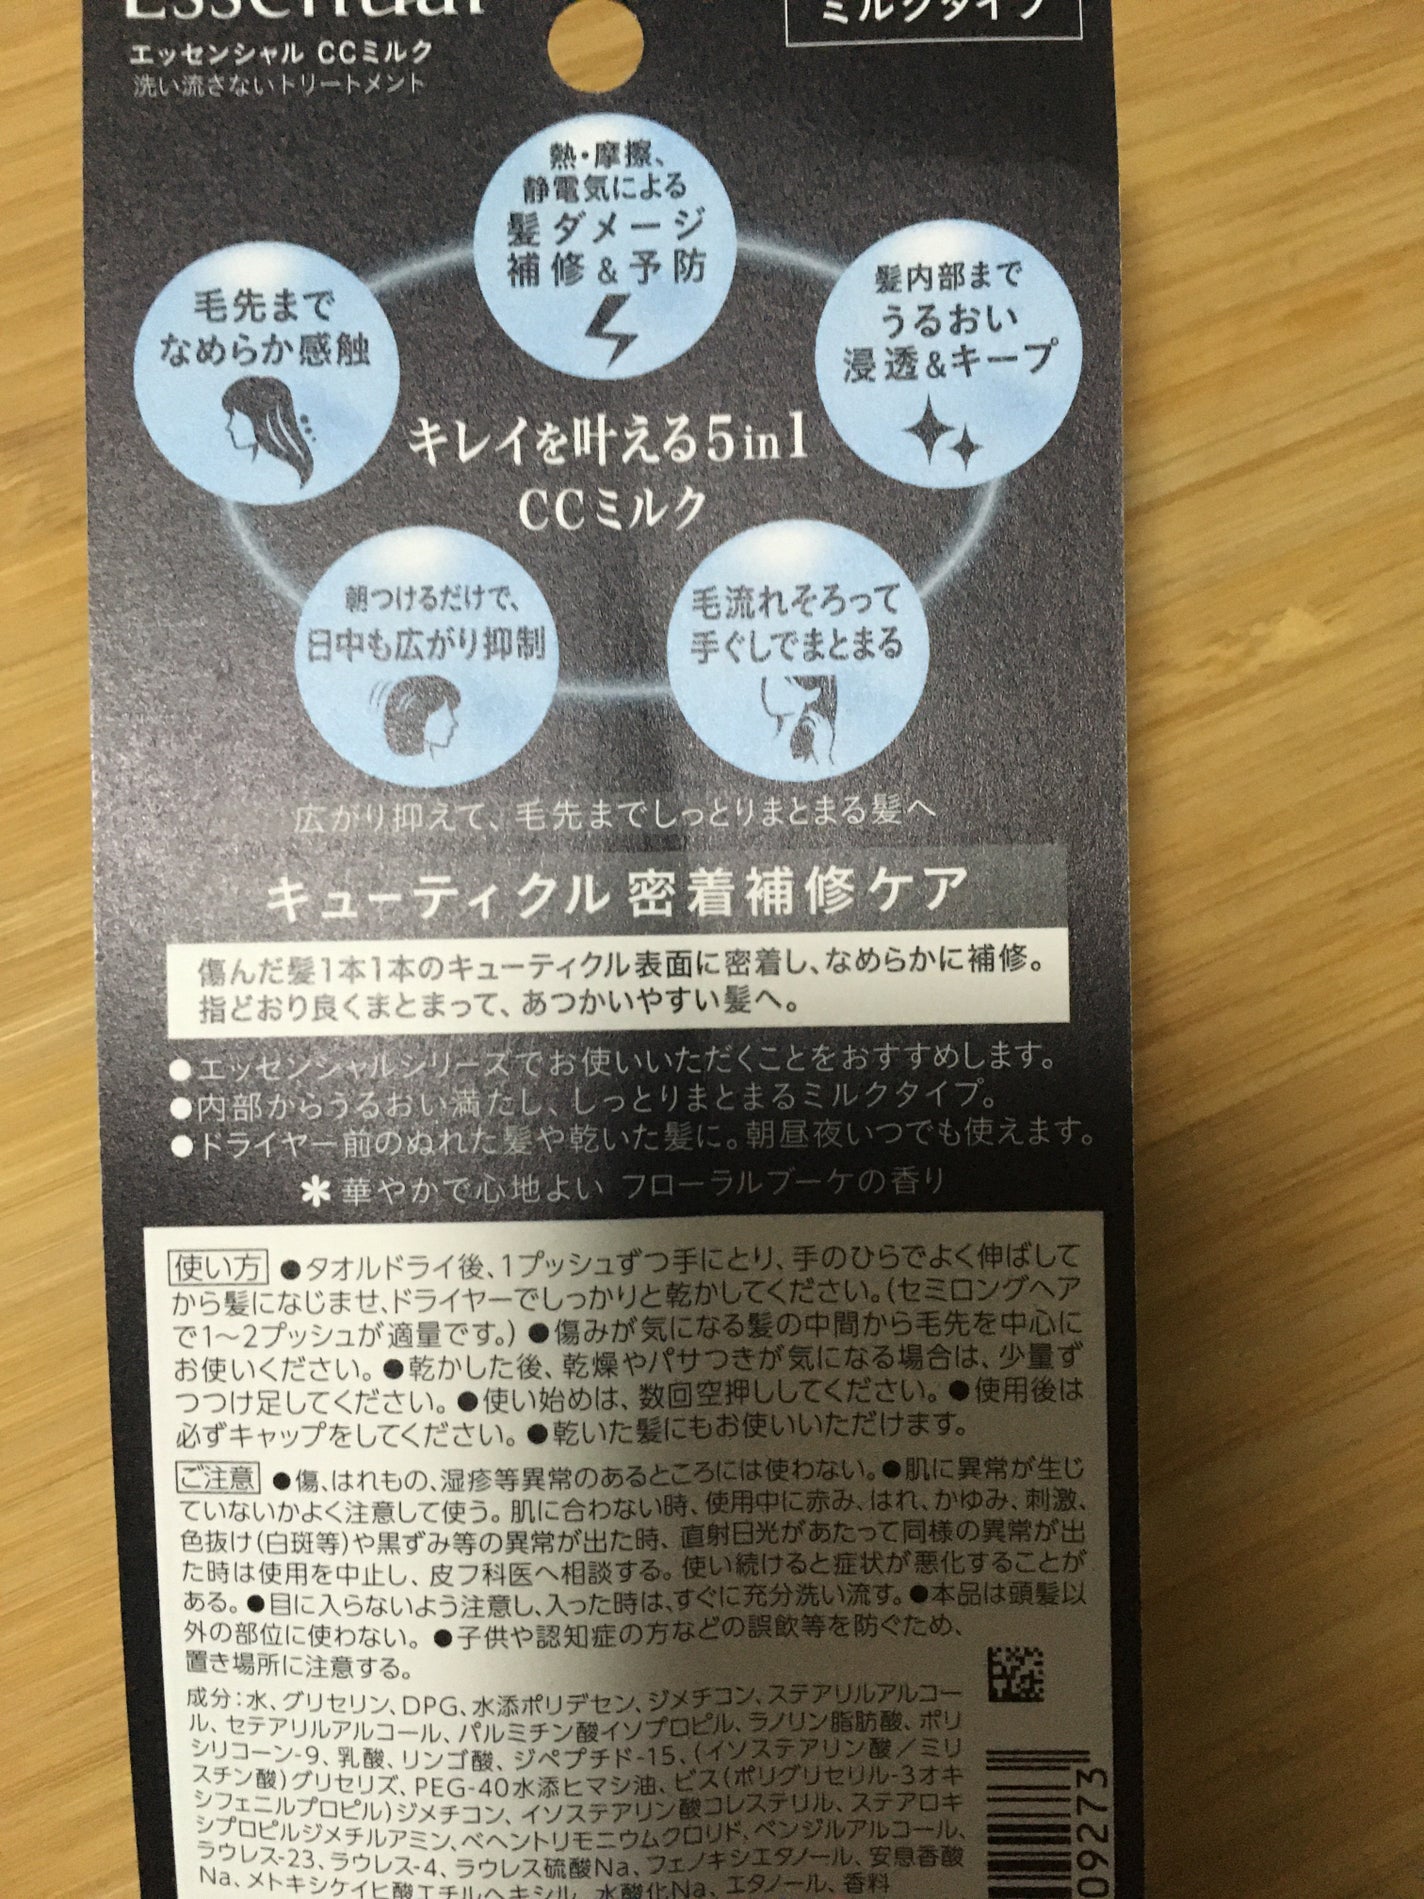 Essential
ミルクタイプ
エッセンシャル CCミルク
洗い流さないトリートメント
熱・摩擦、
静電気による
髪ダメージ
補修&予防
毛先まで
なめらか感触
髪内部まで
うるおい
浸透&キープ
キレイを叶える5in1
CCミルク
朝つけるだけで、
日中も広がり抑制
毛流れそろって
手ぐしでまとまる
広がり抑えて、毛先までしっとりまとまる髪へ
キューティクル 密着補修ケア
傷んだ髪1本1本のキューティクル表面に密着し、なめらかに補修。
指どおり良くまとまって、あつかいやすい髪へ。
●エッセンシャルシリーズでお使いいただくことをおすすめします。
●内部からうるおい満たし、しっとりまとまるミルクタイプ。
●ドライヤー前のぬれた髪や乾いた髪に。朝昼夜いつでも使えます。
＊華やかで心地よい フローラルブーケの香り
使い方 ●タオルドライ後、1プッシュずつ手にとり、手のひらでよく伸ばして
から髪になじませ、ドライヤーでしっかりと乾かしてください。(セミロングヘア
で1〜2プッシュが適量です。) ●傷みが気になる髪の中間から毛先を中心に
お使いください。 ●乾かした後、乾燥やパサつきが気になる場合は、少量ず
つつけ足してください。 ●使い始めは、数回空押ししてください。 ●使用後は
必ずキャップをしてください。 ●乾いた髪にもお使いいただけます。
ご注意 ●傷、はれもの、湿疹等異常のあるところには使わない。●肌に異常が生じ
ていないかよく注意して使う。肌に合わない時、使用中に赤み、はれ、かゆみ、刺激、
色抜け(白斑等)や黒ずみ等の異常が出た時、直射日光があたって同様の異常が出
た時は使用を中止し、皮フ科医へ相談する。使い続けると症状が悪化することが
ある。●目に入らないよう注意し、入った時は、すぐに充分洗い流す。●本品は頭髪以
外の部位に使わない。 ●子供や認知症の方などの誤飲等を防ぐため、
置き場所に注意する。
成分：水、グリセリン、DPG、水添ポリデセン、ジメチコン、ステアリルアルコー
ル、セテアリルアルコール、パルミチン酸イソプロピル、ラノリン脂肪酸、ポリ
シリコーン-9、乳酸、リンゴ酸、ジペプチド-15、(イソステアリン酸／ミリ
スチン酸)グリセリズ、PEG-40水添ヒマシ油、ビス(ポリグリセリル-3オキ
シフェニルプロピル)ジメチコン、イソステアリン酸コレステリル、ステアロキ
シプロピルジメチルアミン、ベヘントリモニウムクロリド、ベンジルアルコール、
ラウレス-23、ラウレス-4、ラウレス硫酸Na、フェノキシエタノール、安息香酸
Na、メトキシケイヒ酸エチルヘキシル、水酸化Na、エタノール、香料
09273